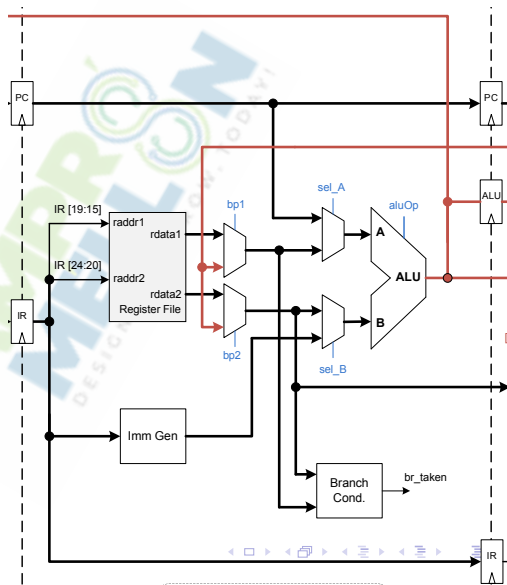 PC
PC
IR [19:15]
raddr1
rdata1
bp1
sel_A
aluOp
ALU
A
IR [24:20]
raddr2
rdata2
Register File
ALU
B
IR
bp2
sel_B
Imm Gen
Branch
Cond.
br_taken
IR